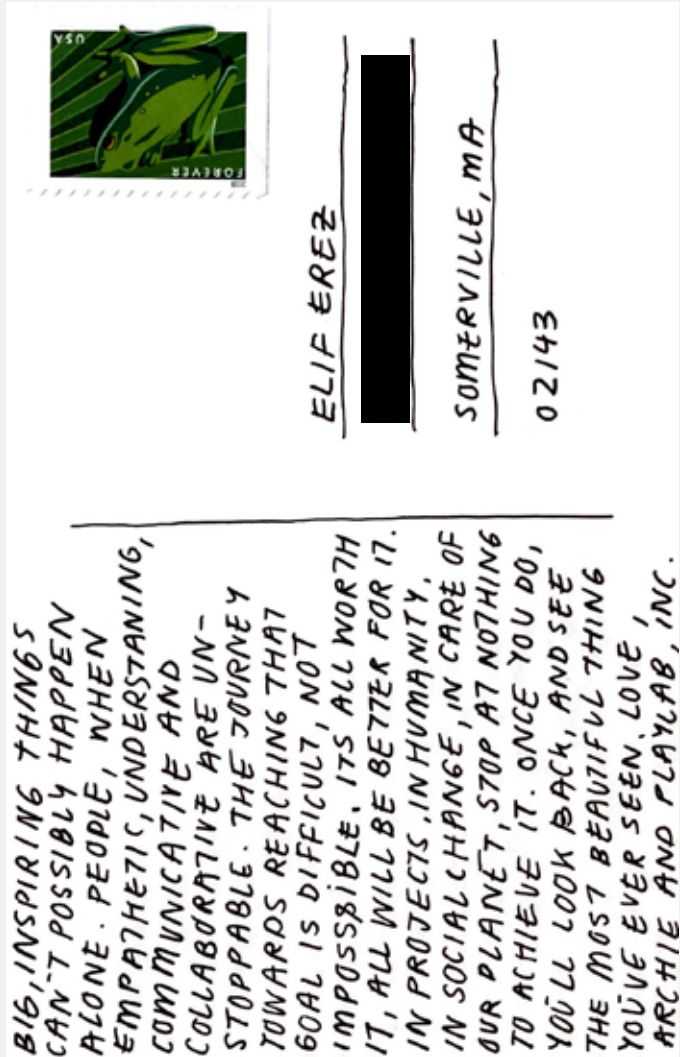 BIG, INSPIRING THINGS
CAN'T POSSIBLY HAPPEN
ALONE. PEOPLE, WHEN
EMPATHETIC, UNDERSTANING,
COMMUNICATIVE AND
COLLABORATIVE ARE UN-
STOPPABLE. THE JOURNEY
TOWARDS REACHING THAT
GOAL IS DIFFICULT, NOT
IMPOSSSIBLE. ITS ALL WORTH
IT, ALL WILL BE BETTER FOR IT.
IN PROJECTS, IN HUMANITY,
IN SOCIAL CHANGE, IN CARE OF
OUR PLANET, STOP AT NOTHING
TO ACHIEVE IT. ONCE YOU DO,
YOU'LL LOOK BACK, AND SEE
THE MOST BEAUTIFUL THING
YOU'VE EVER SEEN. LOVE,
ARCHIE AND PLAYLAB, INC.
USA
FOREVER
ELIF EREZ
SOMERVILLE, MA
02143